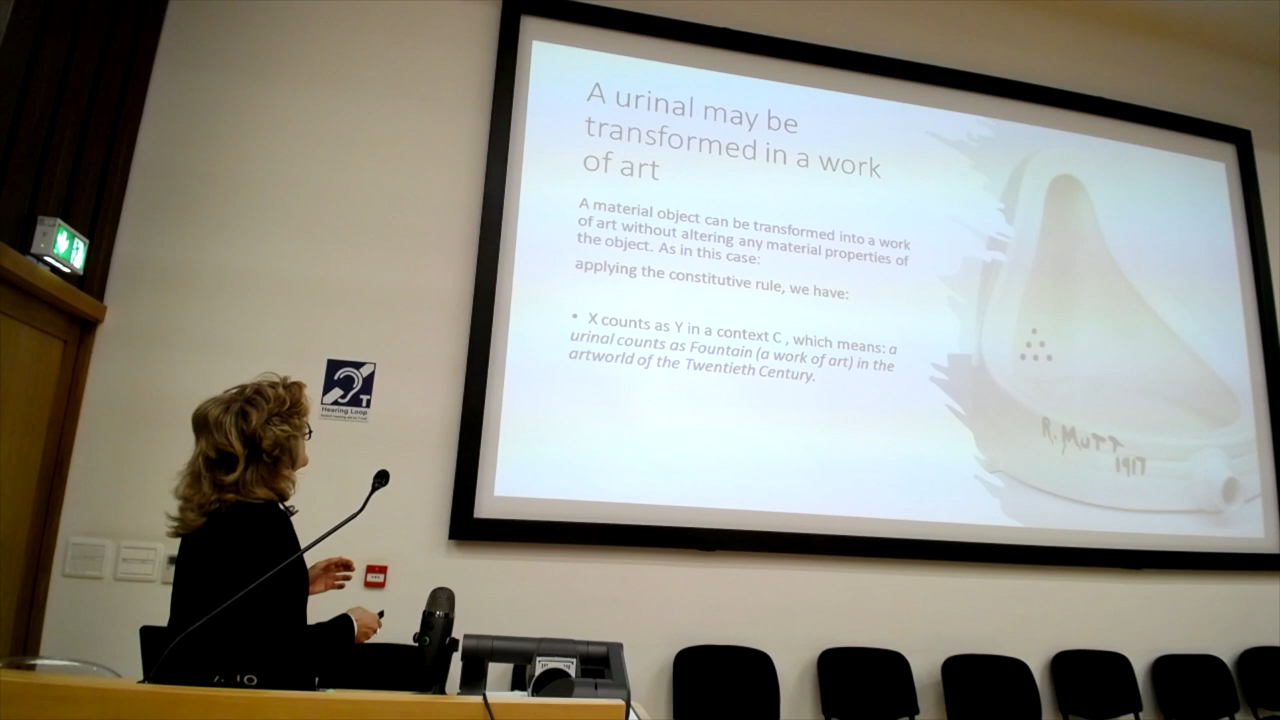 A urinal may be
transformed in a work
of art
A material object can be transformed into a work
of art without altering any material properties of
the object. As in this case:
applying the constitutive rule, we have:
• X counts as Y in a context C , which means: a
urinal counts as Fountain (a work of art) in the
artworld of the Twentieth Century.
R. MUTT
1917
T
Hearing Loop